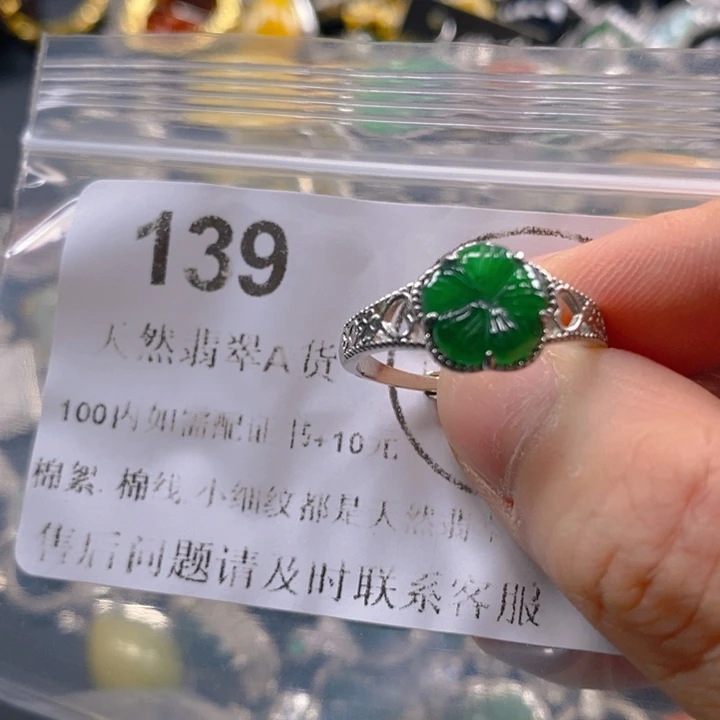 139
天然翡翠A货
100内如需配证书+10元
棉絮.棉线.小细纹都是天然翡
售后问题请及时联系客服